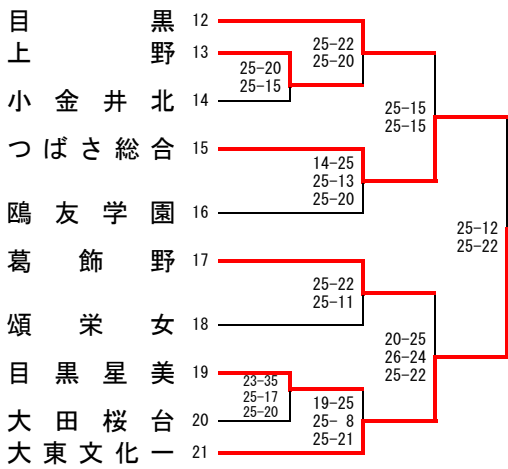 目黒 12
上野 13
小金井北 14
つばさ総合 15
鴎友学園 16
葛飾野 17
頌栄女 18
目黒星美 19
大田桜台 20
大東文化一 21
25-20
25-15
23-35
25-17
25-20
25-22
25-20
14-25
25-13
25-20
25-22
25-11
19-25
25- 8
25-21
25-15
25-15
20-25
26-24
25-22
25-12
25-22